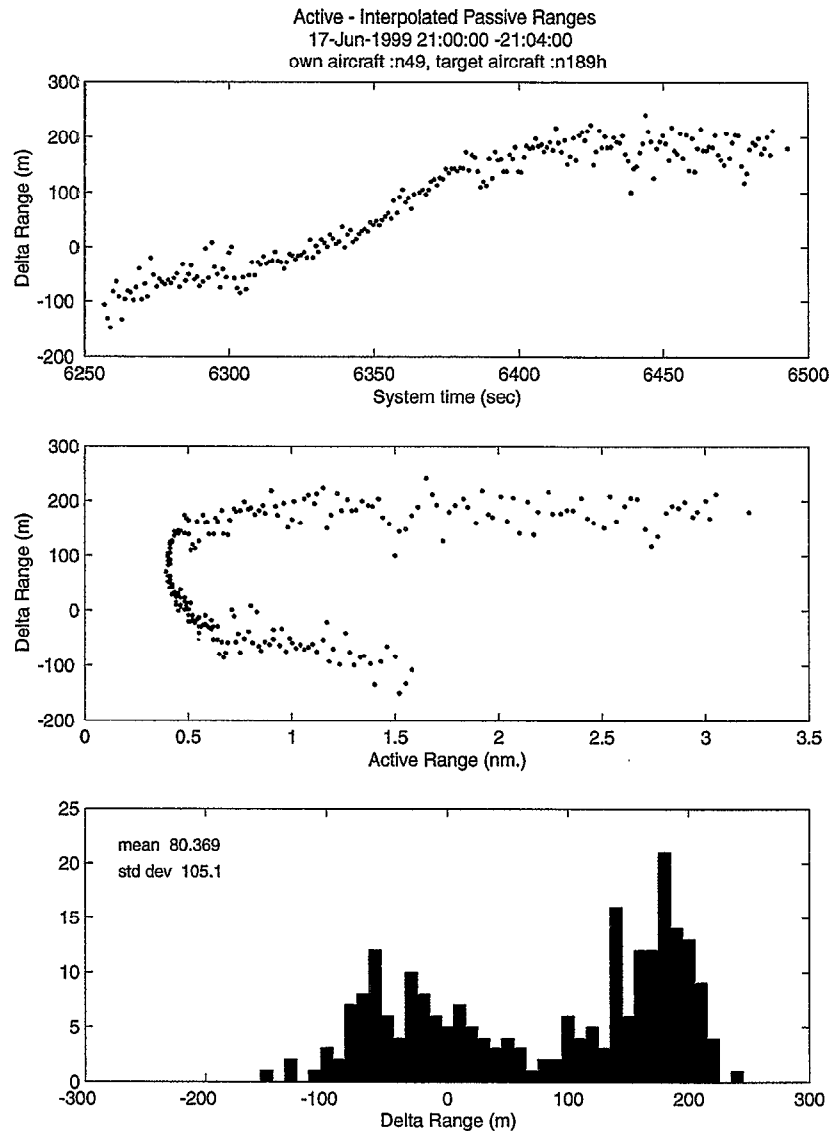 Active - Interpolated Passive Ranges
17-Jun-1999 21:00:00 -21:04:00
own aircraft :n49, target aircraft :n189h
300
200
100
0
-100
-200
Delta Range (m)
6250 6300 6350 6400 6450 6500
System time (sec)
300
200
100
0
-100
-200
Delta Range (m)
0 0.5 1 1.5 2 2.5 3 3.5
Active Range (nm.)
25
20
15
10
5
0
mean 80.369
std dev 105.1
-300 -200 -100 0 100 200 300
Delta Range (m)